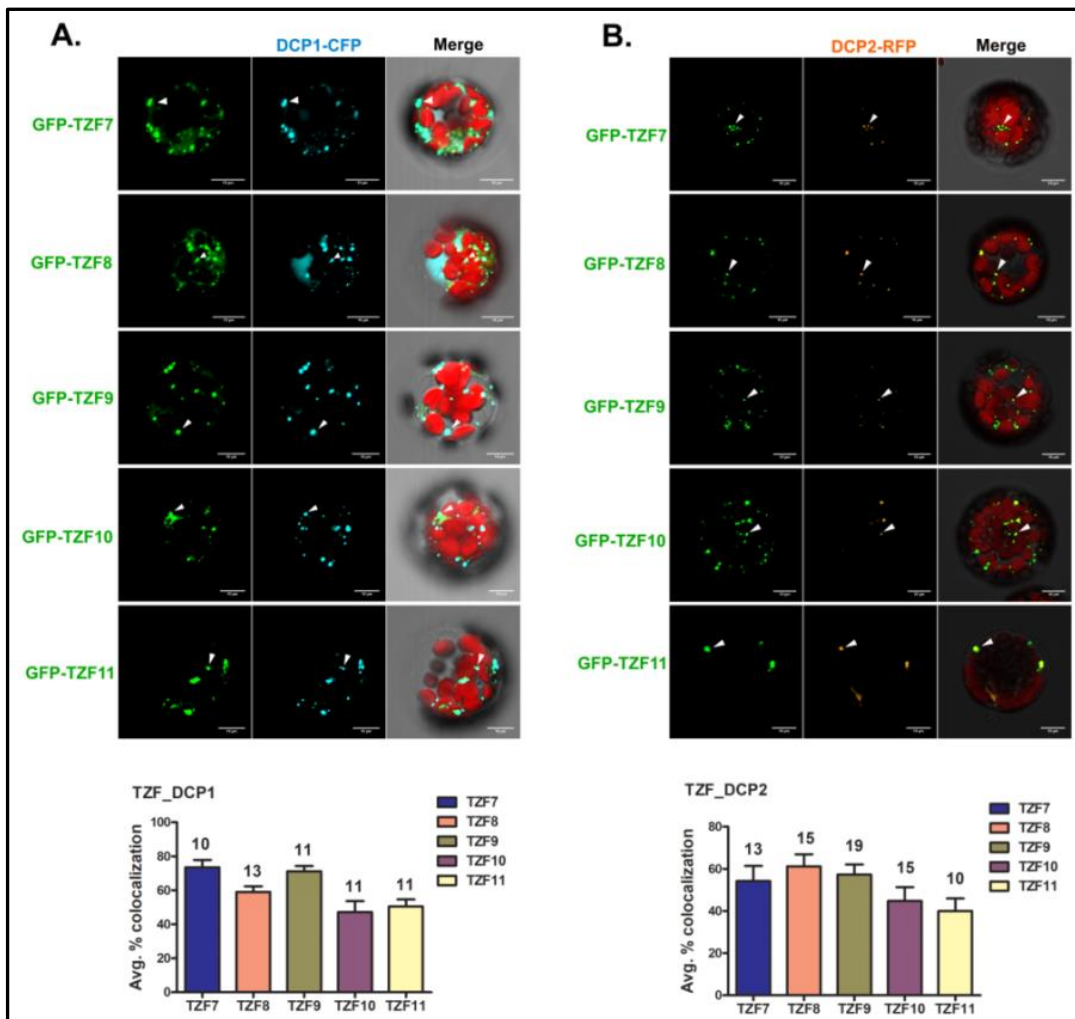 A.
DCP1-CFP Merge
GFP-TZF7
GFP-TZF8
GFP-TZF9
GFP-TZF10
GFP-TZF11
TZF_DCP1
Avg. % colocalization
100
80
60
40
20
0
10
13
11
11
11
TZF7 TZF8 TZF9 TZF10 TZF11
TZF7
TZF8
TZF9
TZF10
TZF11
B.
DCP2-RFP Merge
GFP-TZF7
GFP-TZF8
GFP-TZF9
GFP-TZF10
GFP-TZF11
TZF_DCP2
Avg. % colocalization
80
60
40
20
0
13
15
19
15
10
TZF7 TZF8 TZF9 TZF10 TZF11
TZF7
TZF8
TZF9
TZF10
TZF11